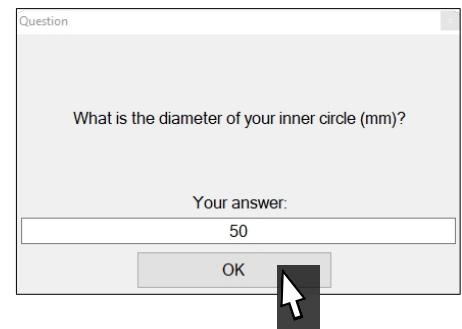 Question
What is the diameter of your inner circle (mm)?
Your answer:
50
OK